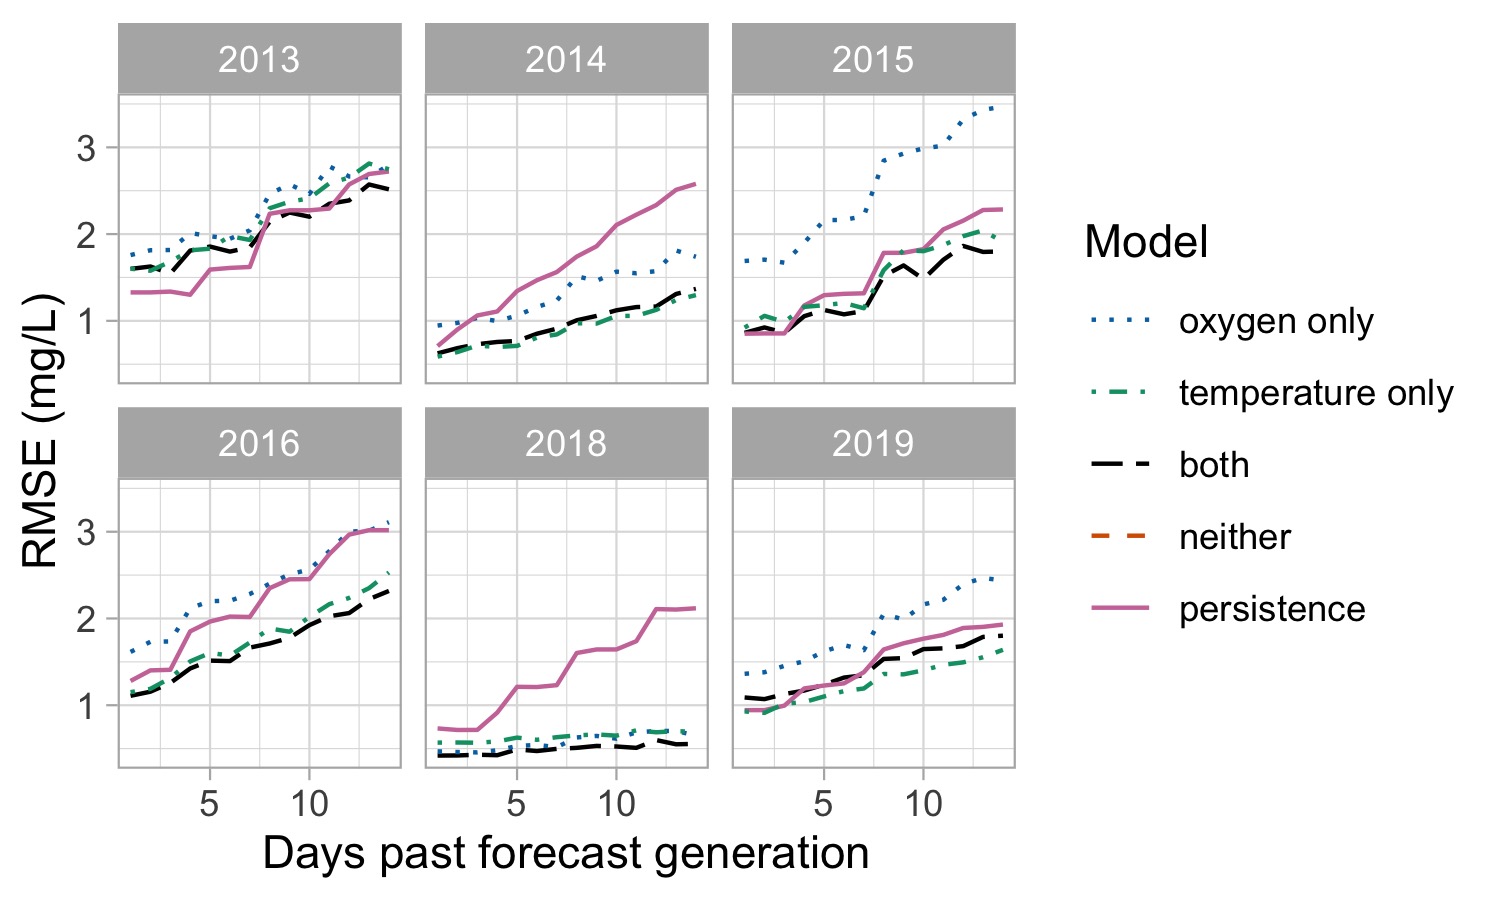 2013 2014 2015
3
2
1
2016 2018 2019
3
2
1
5 10 5 10 5 10
Days past forecast generation
RMSE (mg/L)
Model
oxygen only
temperature only
both
neither
persistence